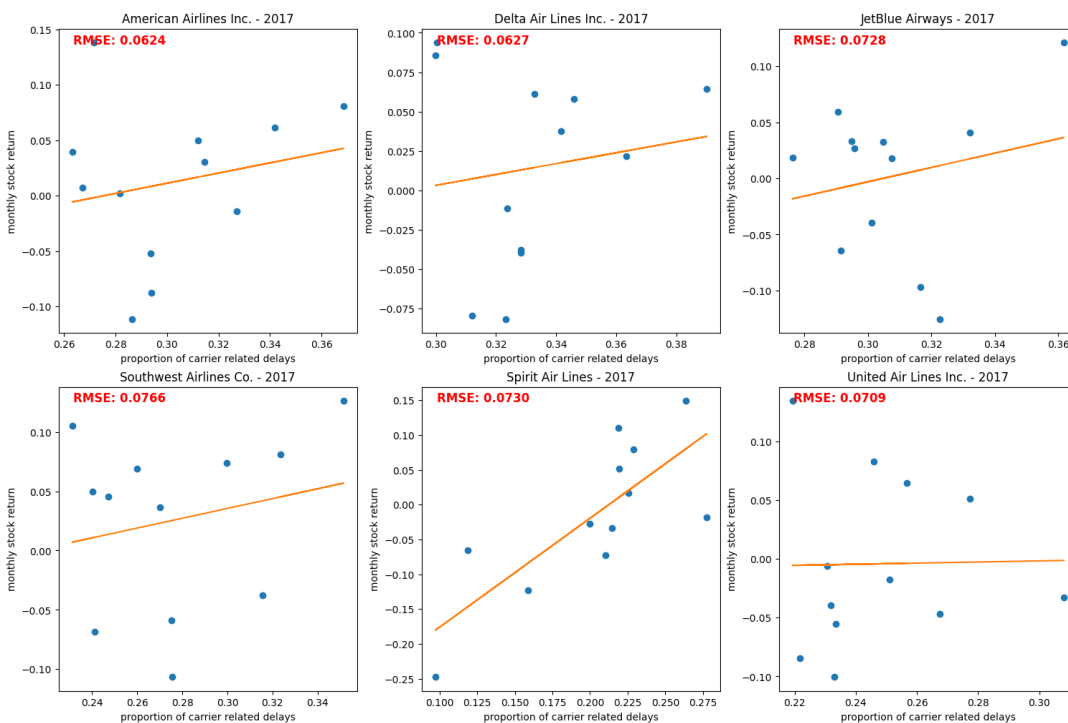 American Airlines Inc. - 2017
RMSE: 0.0624
0.15
0.10
0.05
0.00
−0.05
−0.10
monthly stock return
0.26 0.28 0.30 0.32 0.34 0.36
proportion of carrier related delays
Delta Air Lines Inc. - 2017
RMSE: 0.0627
0.100
0.075
0.050
0.025
0.000
−0.025
−0.050
−0.075
monthly stock return
0.30 0.32 0.34 0.36 0.38
proportion of carrier related delays
JetBlue Airways - 2017
RMSE: 0.0728
0.10
0.05
0.00
−0.05
−0.10
monthly stock return
0.28 0.30 0.32 0.34 0.36
proportion of carrier related delays
Southwest Airlines Co. - 2017
RMSE: 0.0766
0.10
0.05
0.00
−0.05
−0.10
monthly stock return
0.24 0.26 0.28 0.30 0.32 0.34
proportion of carrier related delays
Spirit Air Lines - 2017
RMSE: 0.0730
0.15
0.10
0.05
0.00
−0.05
−0.10
−0.15
−0.20
−0.25
monthly stock return
0.100 0.125 0.150 0.175 0.200 0.225 0.250 0.275
proportion of carrier related delays
United Air Lines Inc. - 2017
RMSE: 0.0709
0.10
0.05
0.00
−0.05
−0.10
monthly stock return
0.22 0.24 0.26 0.28 0.30
proportion of carrier related delays